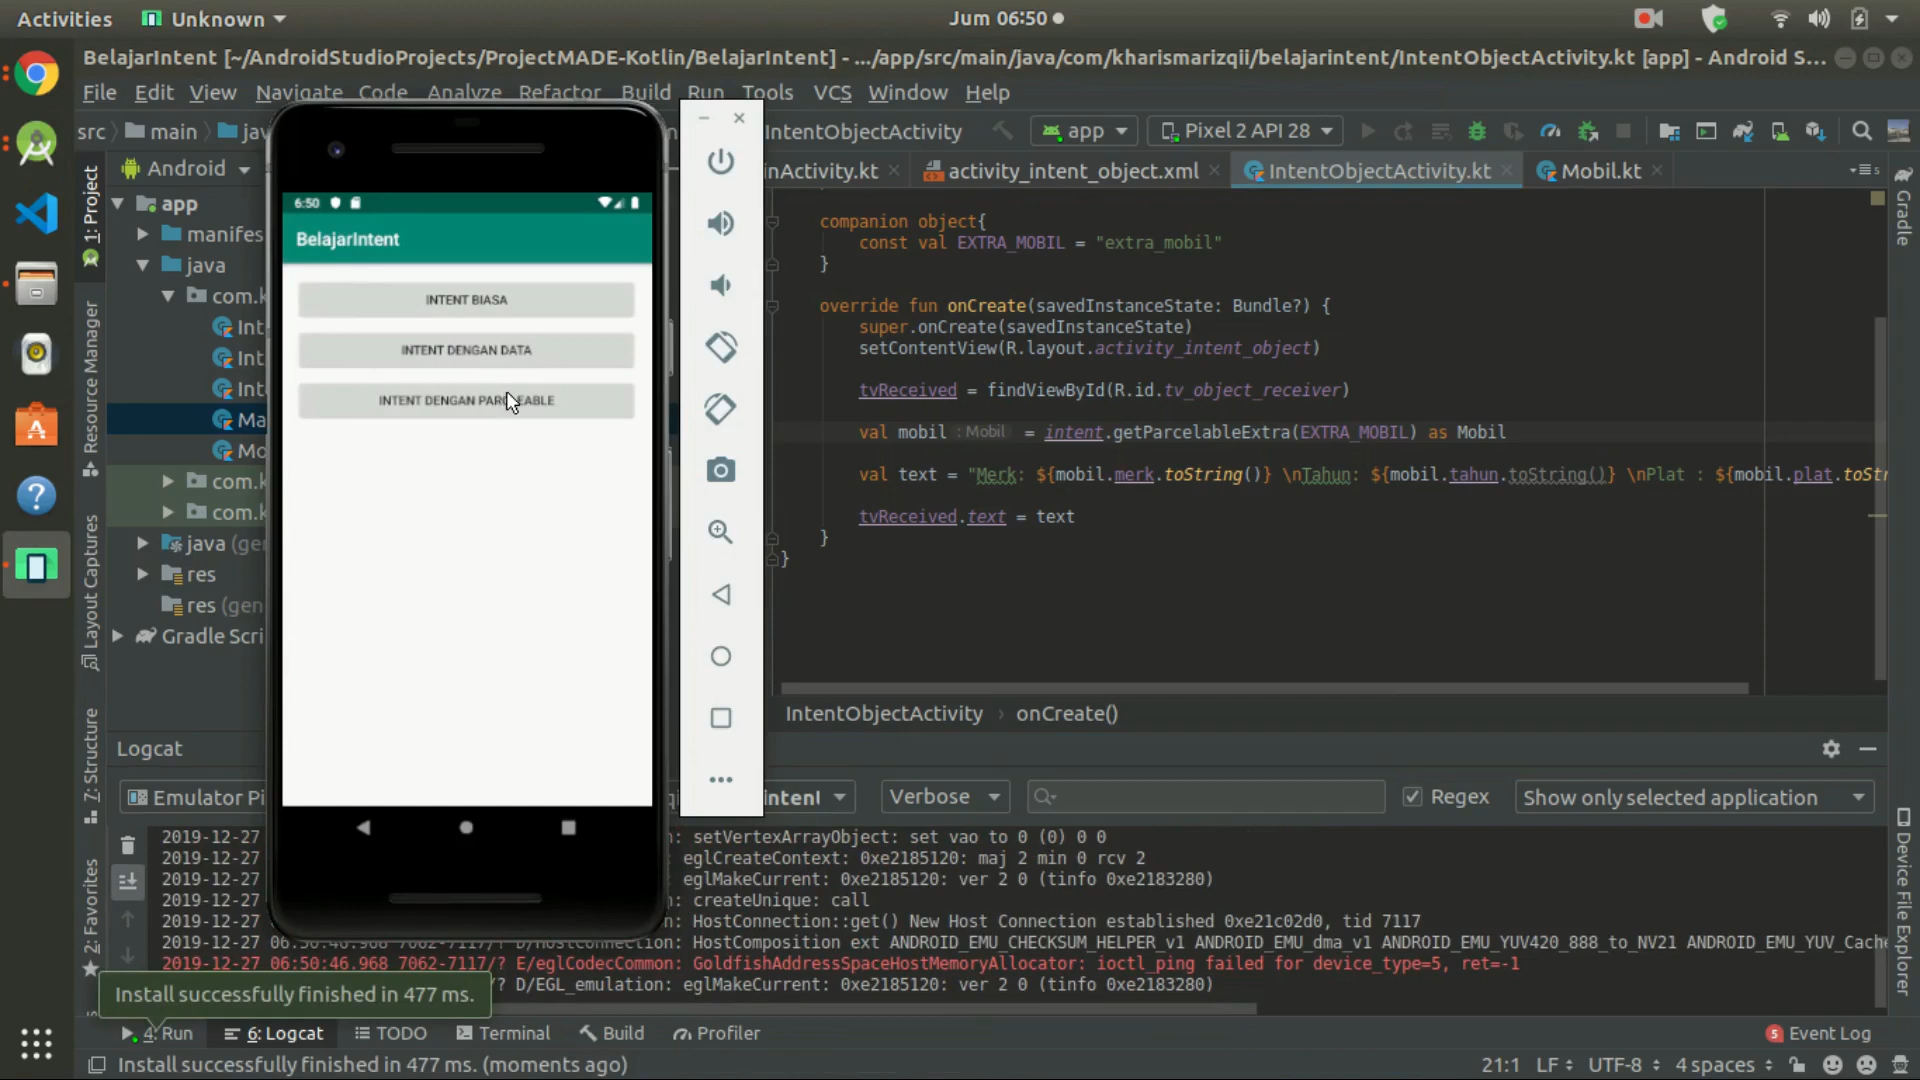 Activities Unknown Jum 06:50
BelajarIntent [~/AndroidStudioProjects/ProjectMADE-Kotlin/BelajarIntent] - .../app/src/main/java/com/kharismarizqii/belajarintent/IntentObjectActivity.kt [app] - Android S...
File Edit View Navigate Code Analyze Refactor Build Run Tools VCS Window Help
src main jav IntentObjectActivity app Pixel 2 API 28
Android inActivity.kt activity_intent_object.xml IntentObjectActivity.kt Mobil.kt
1: Project
Resource Manager
Layout Captures
7: Structure
2: Favorites
Gradle
Device File Explorer
app
manifes
java
com.k
Int
Int
Inte
Ma
Mo
com.k
com.k
java (gen
res
res (gen
Gradle Scri
6:50
BelajarIntent
INTENT BIASA
INTENT DENGAN DATA
INTENT DENGAN PARCELABLE
companion object{
const val EXTRA_MOBIL = "extra_mobil"
}
override fun onCreate(savedInstanceState: Bundle?) {
super.onCreate(savedInstanceState)
setContentView(R.layout.activity_intent_object)
tvReceived = findViewById(R.id.tv_object_receiver)
val mobil : Mobil = intent.getParcelableExtra(EXTRA_MOBIL) as Mobil
val text = "Merk: ${mobil.merk.toString()} \nTahun: ${mobil.tahun.toString()} \nPlat : ${mobil.plat.toStr
tvReceived.text = text
}
}
IntentObjectActivity › onCreate()
Logcat
Emulator Pi intent Verbose Regex Show only selected application
2019-12-27 : setVertexArrayObject: set vao to 0 (0) 0 0
2019-12-27 : eglCreateContext: 0xe2185120: maj 2 min 0 rcv 2
2019-12-27 : eglMakeCurrent: 0xe2185120: ver 2 0 (tinfo 0xe2183280)
2019-12-27 : createUnique: call
2019-12-27 : HostConnection::get() New Host Connection established 0xe21c02d0, tid 7117
2019-12-27 06:50:46.968 7062-7117/? D/HostConnection: HostComposition ext ANDROID_EMU_CHECKSUM_HELPER_v1 ANDROID_EMU_dma_v1 ANDROID_EMU_YUV420_888_to_NV21 ANDROID_EMU_YUV_Cache
2019-12-27 06:50:46.968 7062-7117/? E/eglCodecCommon: GoldfishAddressSpaceHostMemoryAllocator: ioctl_ping failed for device_type=5, ret=-1
/? D/EGL_emulation: eglMakeCurrent: 0xe2185120: ver 2 0 (tinfo 0xe2183280)
Install successfully finished in 477 ms.
4: Run 6: Logcat TODO Terminal Build Profiler 5 Event Log
Install successfully finished in 477 ms. (moments ago) 21:1 LF UTF-8 4 spaces